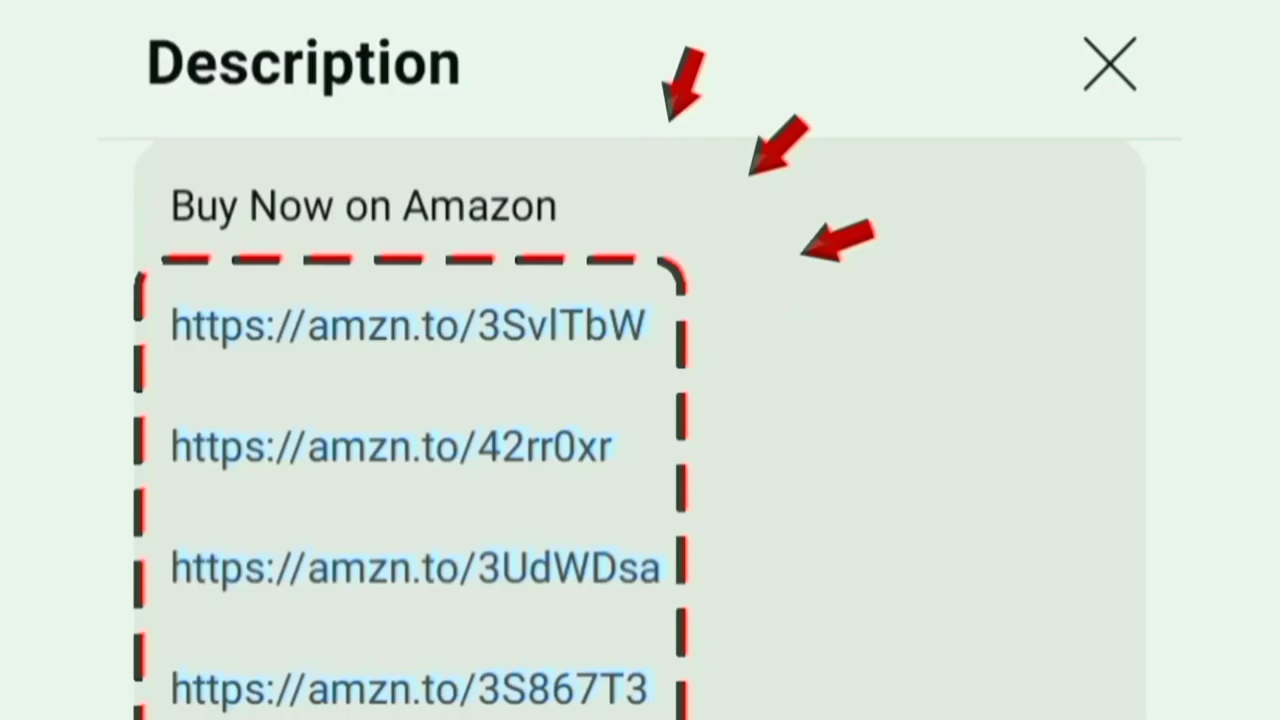 Description
Buy Now on Amazon
https://amzn.to/3SvlTbW
https://amzn.to/42rr0xr
https://amzn.to/3UdWDsa
https://amzn.to/3S867T3